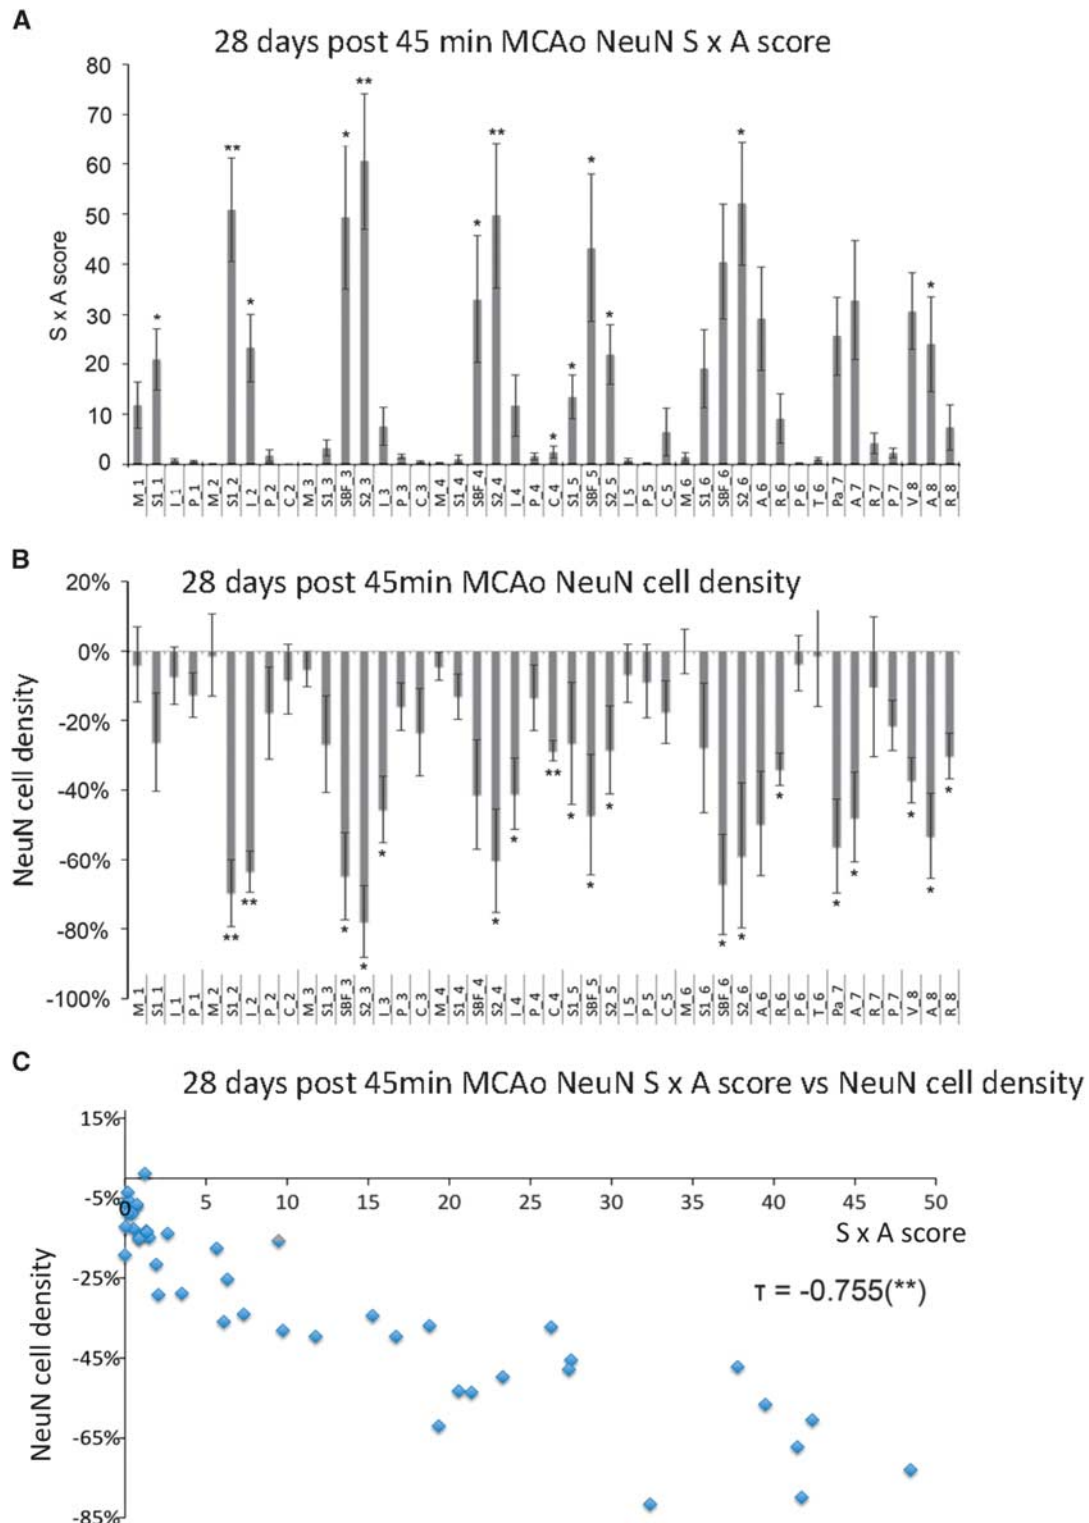 A
28 days post 45 min MCAo NeuN S x A score
80
70
60
50
40
30
20
10
0
S x A score
** * * ** * ** * * * * * *
M_1 S1_1 I_1 P_1 M_2 S1_2 I_2 P_2 C_2 M_3 S1_3 SBF_3 S2_3 I_3 P_3 C_3 M_4 S1_4 SBF_4 S2_4 I_4 P_4 C_4 S1_5 SBF_5 S2_5 I_5 P_5 C_5 M_6 S1_6 SBF_6 S2_6 A_6 R_6 P_6 T_6 Pa_7 A_7 R_7 P_7 V_8 A_8 R_8
B
28 days post 45min MCAo NeuN cell density
20%
0%
-20%
-40%
-60%
-80%
-100%
NeuN cell density
** ** * * * * * ** * * * * * * * * * * *
M_1 S1_1 I_1 P_1 M_2 S1_2 I_2 P_2 C_2 M_3 S1_3 SBF_3 S2_3 I_3 P_3 C_3 M_4 S1_4 SBF_4 S2_4 I_4 P_4 C_4 S1_5 SBF_5 S2_5 I_5 P_5 C_5 M_6 S1_6 SBF_6 S2_6 A_6 R_6 P_6 T_6 Pa_7 A_7 R_7 P_7 V_8 A_8 R_8
C
28 days post 45min MCAo NeuN S x A score vs NeuN cell density
15%
-5%
-25%
-45%
-65%
-85%
NeuN cell density
0 5 10 15 20 25 30 35 40 45 50
S x A score
τ = -0.755(**)